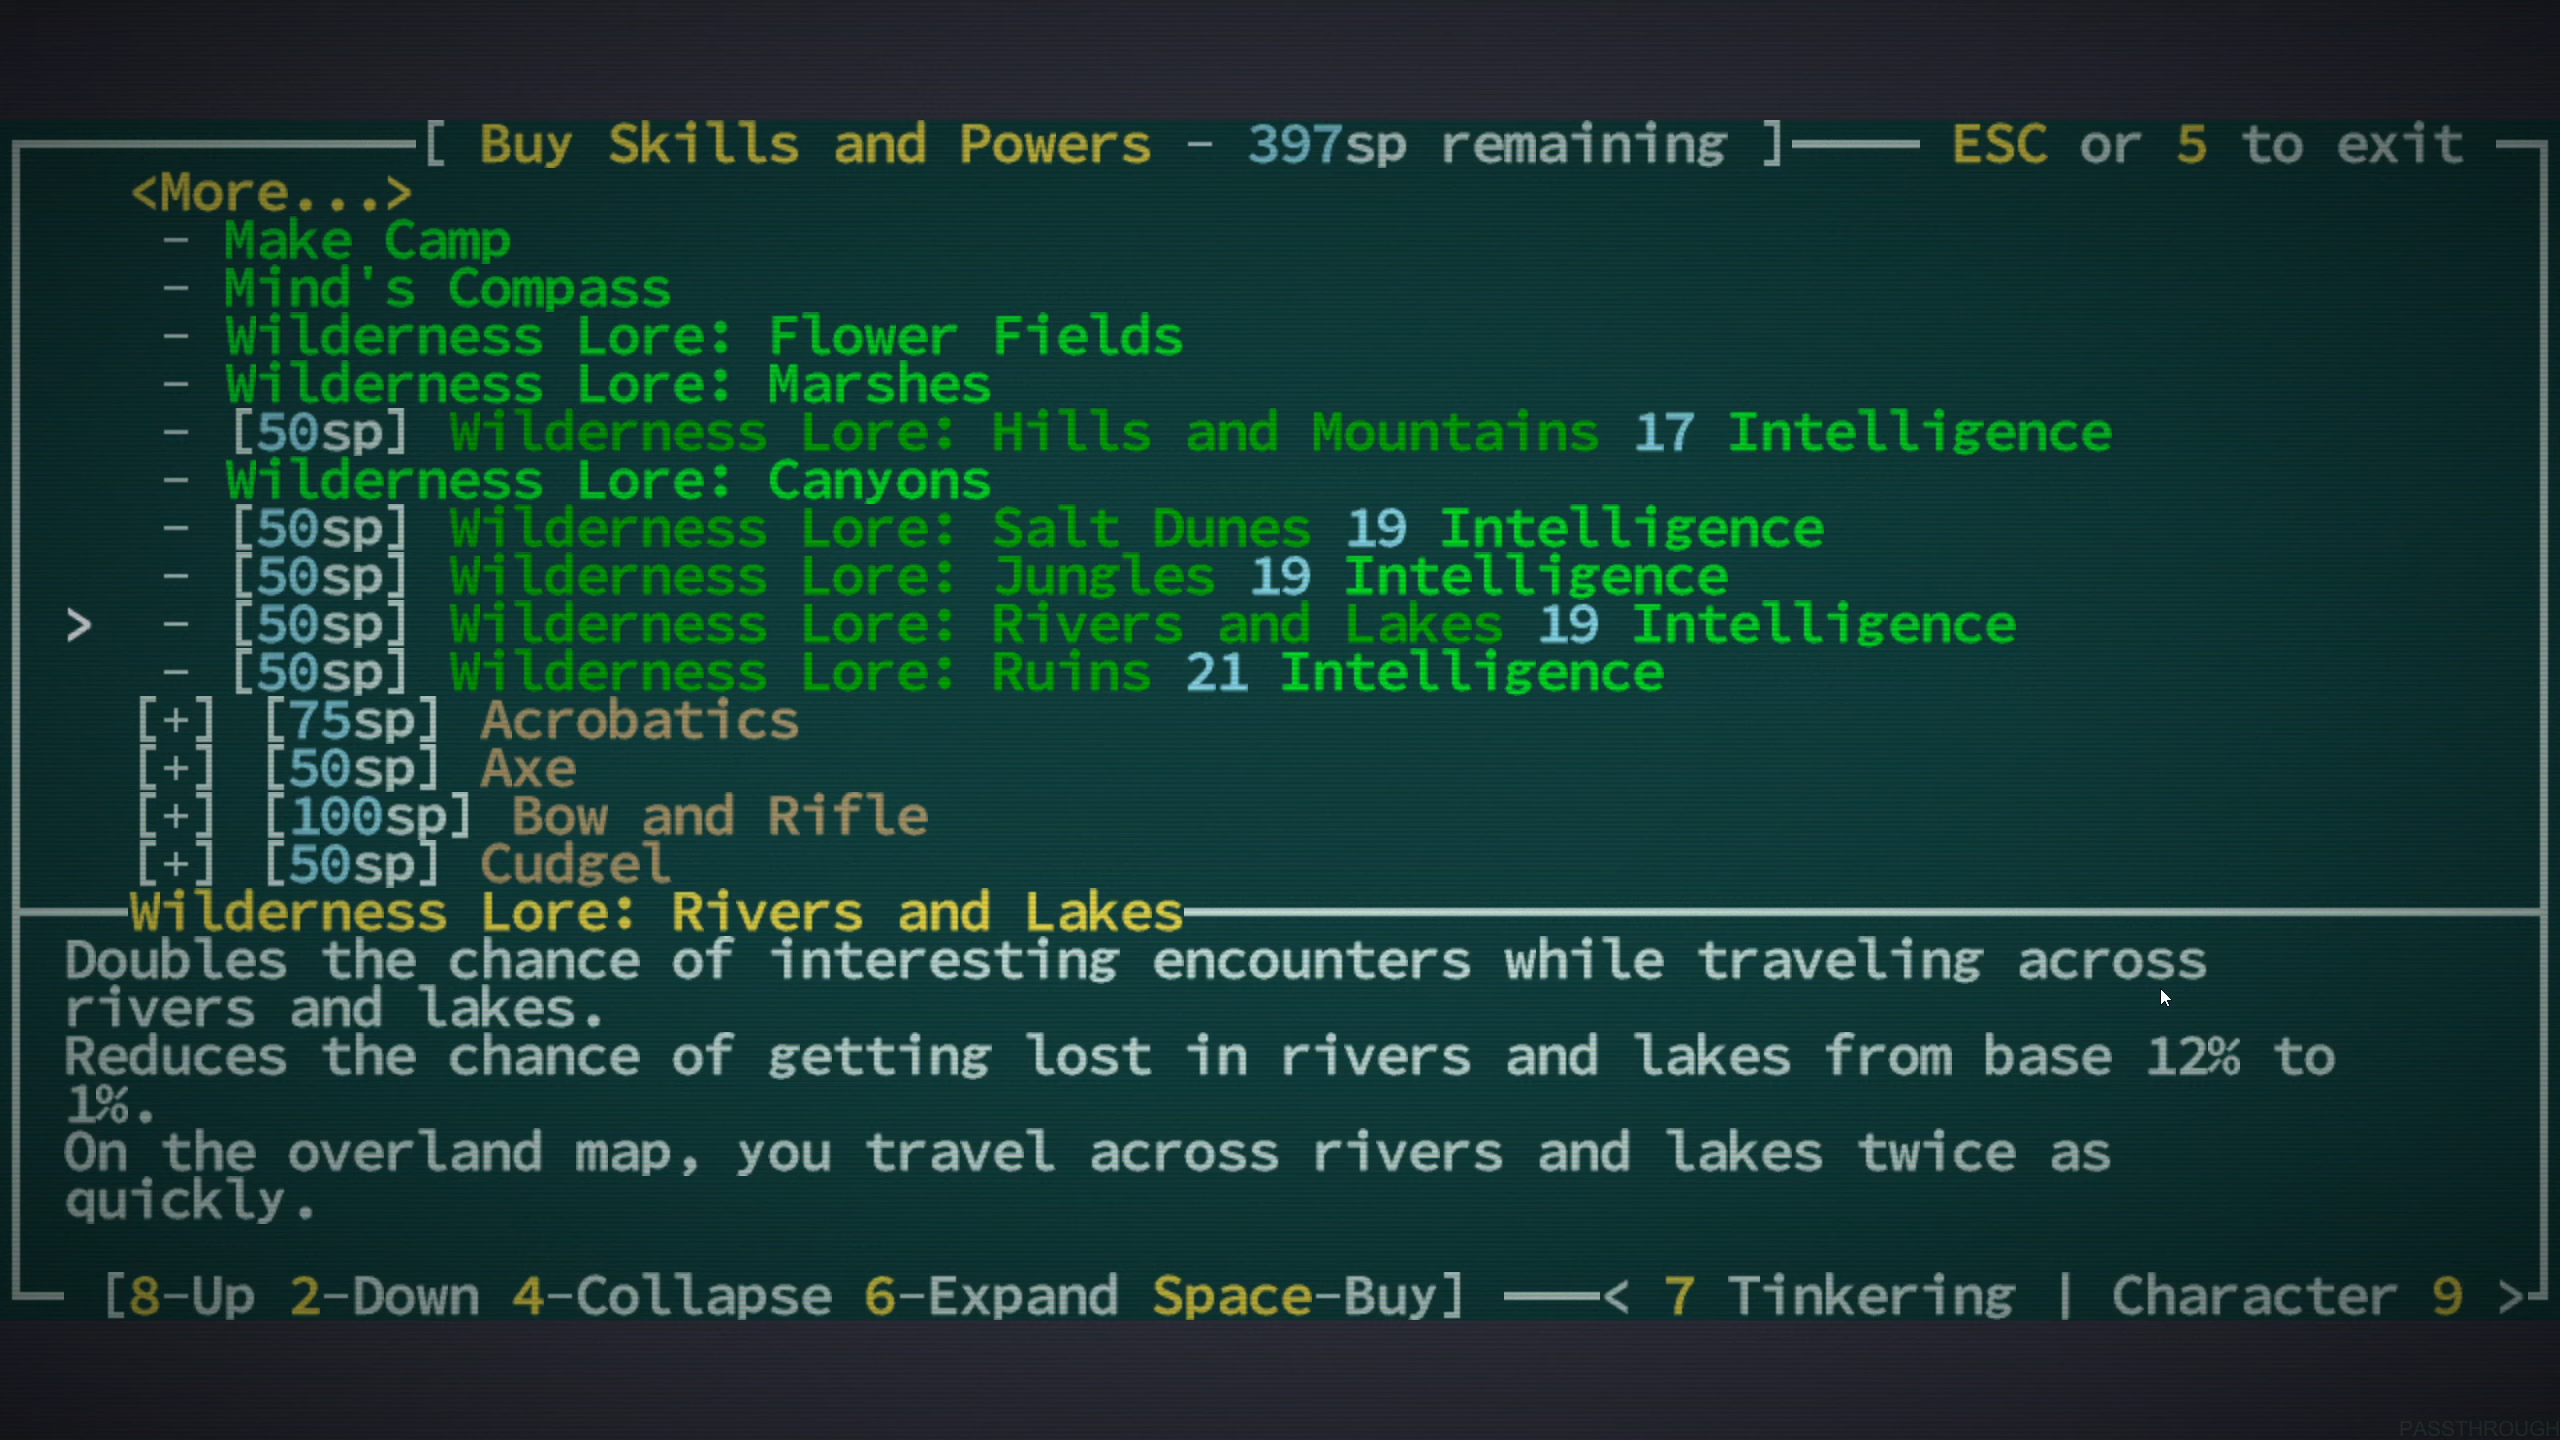 [ Buy Skills and Powers - 397sp remaining ] ESC or 5 to exit
<More...>
- Make Camp
- Mind's Compass
- Wilderness Lore: Flower Fields
- Wilderness Lore: Marshes
- [50sp] Wilderness Lore: Hills and Mountains 17 Intelligence
- Wilderness Lore: Canyons
- [50sp] Wilderness Lore: Salt Dunes 19 Intelligence
- [50sp] Wilderness Lore: Jungles 19 Intelligence
> - [50sp] Wilderness Lore: Rivers and Lakes 19 Intelligence
- [50sp] Wilderness Lore: Ruins 21 Intelligence
[+] [75sp] Acrobatics
[+] [50sp] Axe
[+] [100sp] Bow and Rifle
[+] [50sp] Cudgel
Wilderness Lore: Rivers and Lakes
Doubles the chance of interesting encounters while traveling across
rivers and lakes.
Reduces the chance of getting lost in rivers and lakes from base 12% to
1%.
On the overland map, you travel across rivers and lakes twice as
quickly.
[8-Up 2-Down 4-Collapse 6-Expand Space-Buy] < 7 Tinkering | Character 9 >
PASSTHROUGH